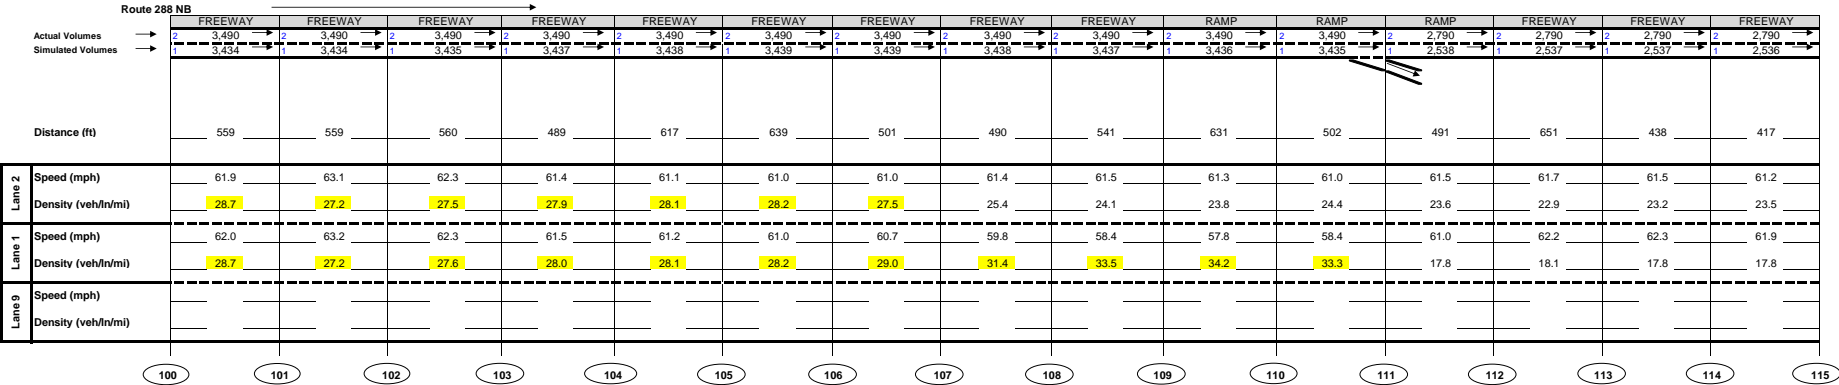 Route 288 NB
FREEWAY FREEWAY FREEWAY FREEWAY FREEWAY FREEWAY FREEWAY FREEWAY FREEWAY RAMP RAMP RAMP FREEWAY FREEWAY FREEWAY
Actual Volumes 2 3,490 2 3,490 2 3,490 2 3,490 2 3,490 2 3,490 2 3,490 2 3,490 2 3,490 2 3,490 2 3,490 2 2,790 2 2,790 2 2,790 2 2,790
Simulated Volumes 1 3,434 1 3,434 1 3,435 1 3,437 1 3,438 1 3,439 1 3,439 1 3,438 1 3,437 1 3,436 1 3,435 1 2,538 1 2,537 1 2,537 1 2,536
Distance (ft) 559 559 560 489 617 639 501 490 541 631 502 491 651 438 417
Lane 2
Speed (mph) 61.9 63.1 62.3 61.4 61.1 61.0 61.0 61.4 61.5 61.3 61.0 61.5 61.7 61.5 61.2
Density (veh/ln/mi) 28.7 27.2 27.5 27.9 28.1 28.2 27.5 25.4 24.1 23.8 24.4 23.6 22.9 23.2 23.5
Lane 1
Speed (mph) 62.0 63.2 62.3 61.5 61.2 61.0 60.7 59.8 58.4 57.8 58.4 61.0 62.2 62.3 61.9
Density (veh/ln/mi) 28.7 27.2 27.6 28.0 28.1 28.2 29.0 31.4 33.5 34.2 33.3 17.8 18.1 17.8 17.8
Lane 9
Speed (mph)
Density (veh/ln/mi)
100 101 102 103 104 105 106 107 108 109 110 111 112 113 114 115